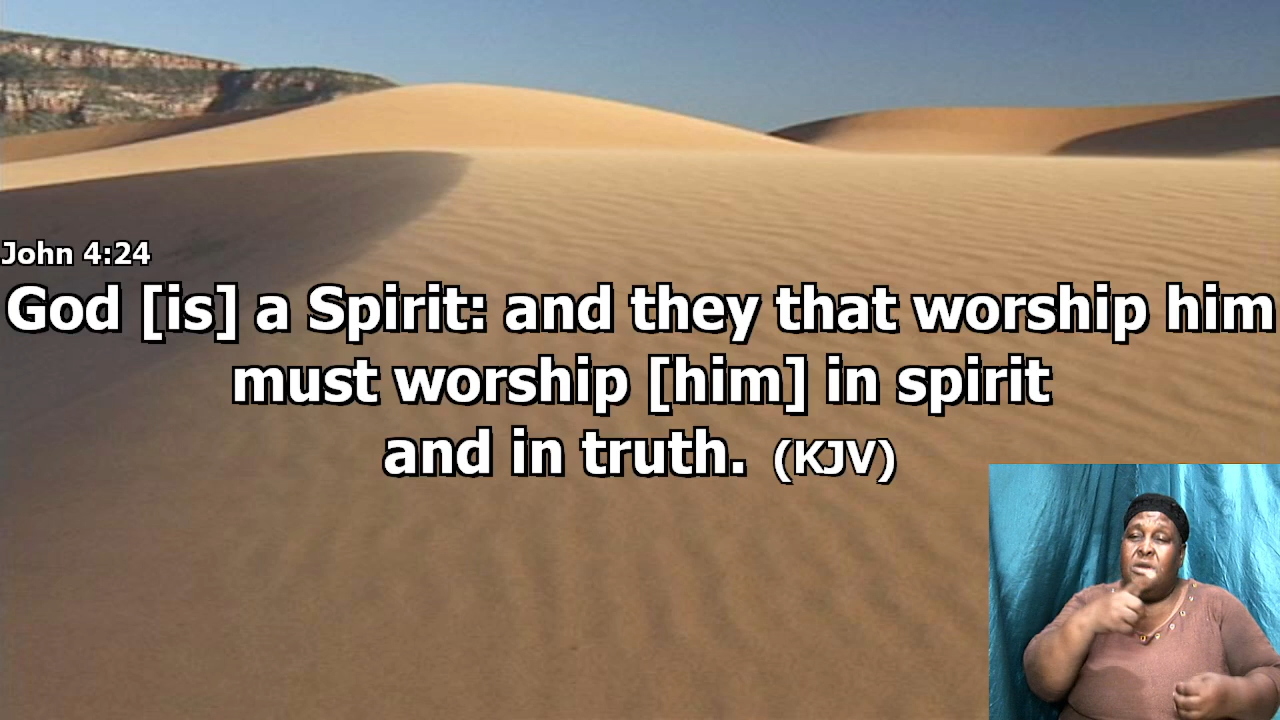 John 4:24
God [is] a Spirit: and they that worship him
must worship [him] in spirit
and in truth. (KJV)